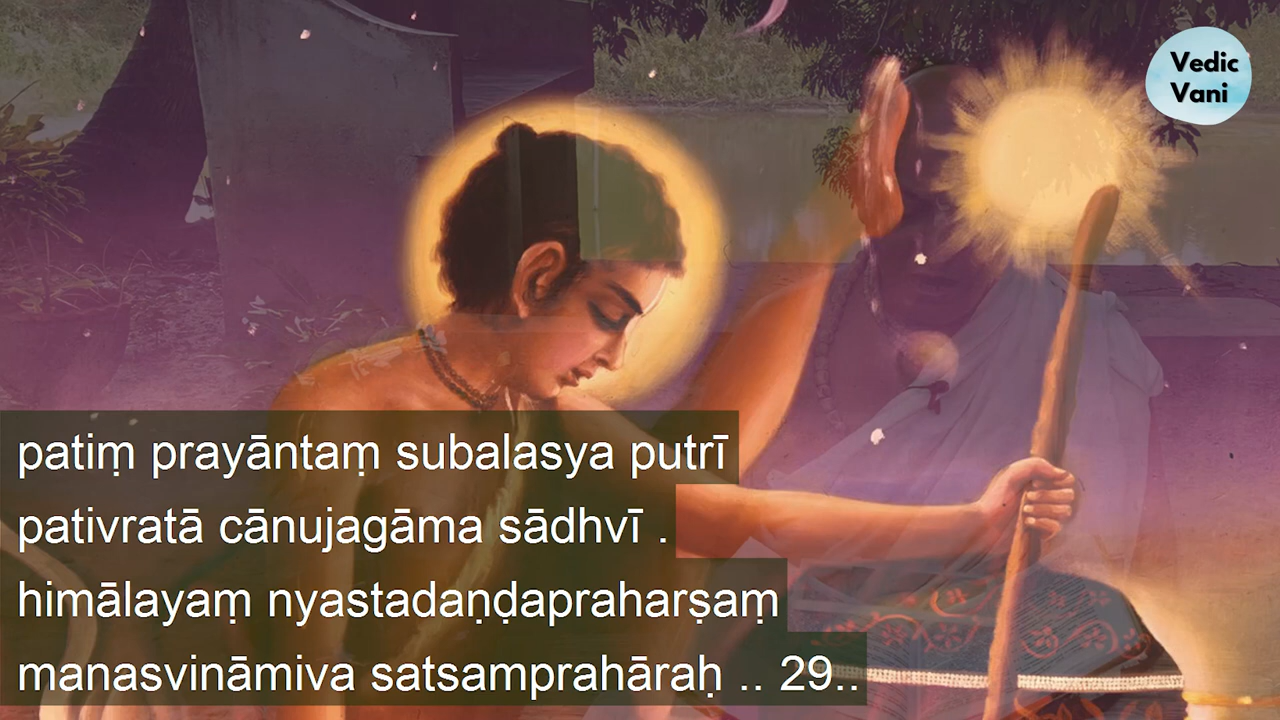 Vedic
Vani
patiṃ prayāntaṃ subalasya putrī
pativratā cānujagāma sādhvī .
himālayaṃ nyastadaṇḍapraharṣaṃ
manasvināmiva satsamprahāraḥ .. 29..